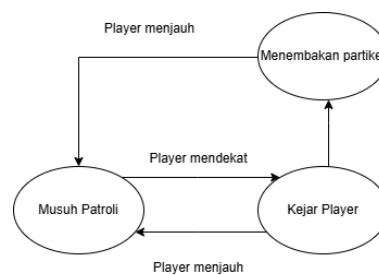 Player menjauh
Menembakan partike
Player mendekat
Musuh Patroli
Kejar Player
Player menjauh